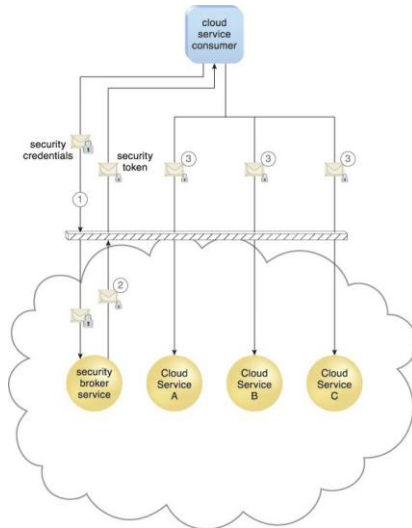 cloud
service
consumer
security
credentials
security
token
3
3
3
1
2
security
broker
service
Cloud
Service
A
Cloud
Service
B
Cloud
Service
C